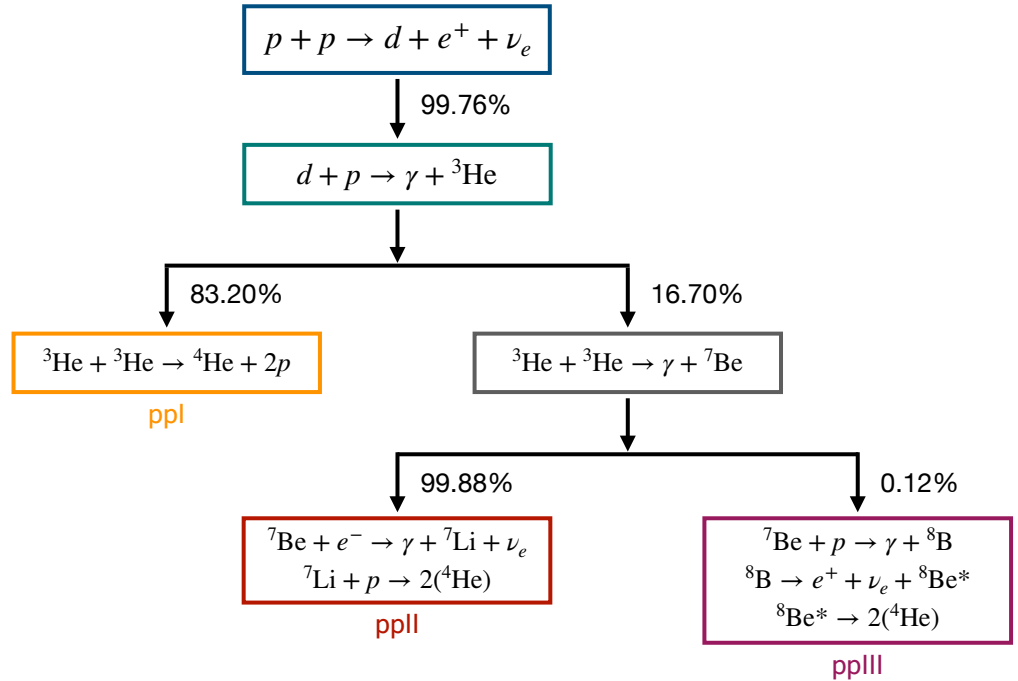 p + p → d + e⁺ + νₑ
99.76%
d + p → γ + ³He
83.20%
16.70%
³He + ³He → ⁴He + 2p
³He + ³He → γ + ⁷Be
ppI
99.88%
0.12%
⁷Be + e⁻ → γ + ⁷Li + νₑ
⁷Li + p → 2(⁴He)
ppII
⁷Be + p → γ + ⁸B
⁸B → e⁺ + νₑ + ⁸Be*
⁸Be* → 2(⁴He)
ppIII